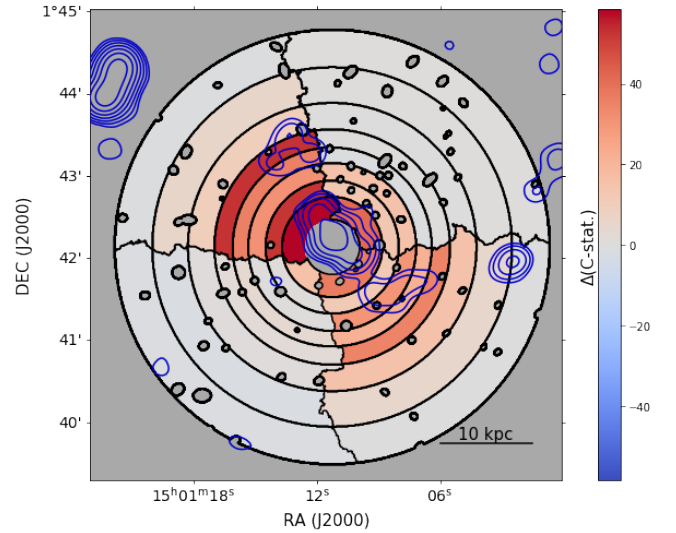 1°45'
44'
43'
42'
41'
40'
DEC (J2000)
10 kpc
15ʰ01ᵐ18ˢ
12ˢ
06ˢ
RA (J2000)
40
20
0
−20
−40
Δ(C-stat.)